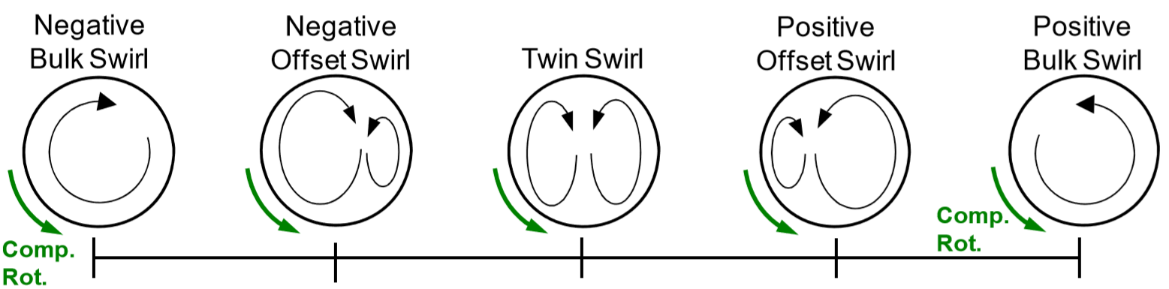 Negative
Bulk Swirl
Negative
Offset Swirl
Twin Swirl
Positive
Offset Swirl
Positive
Bulk Swirl
Comp.
Rot.
Comp.
Rot.